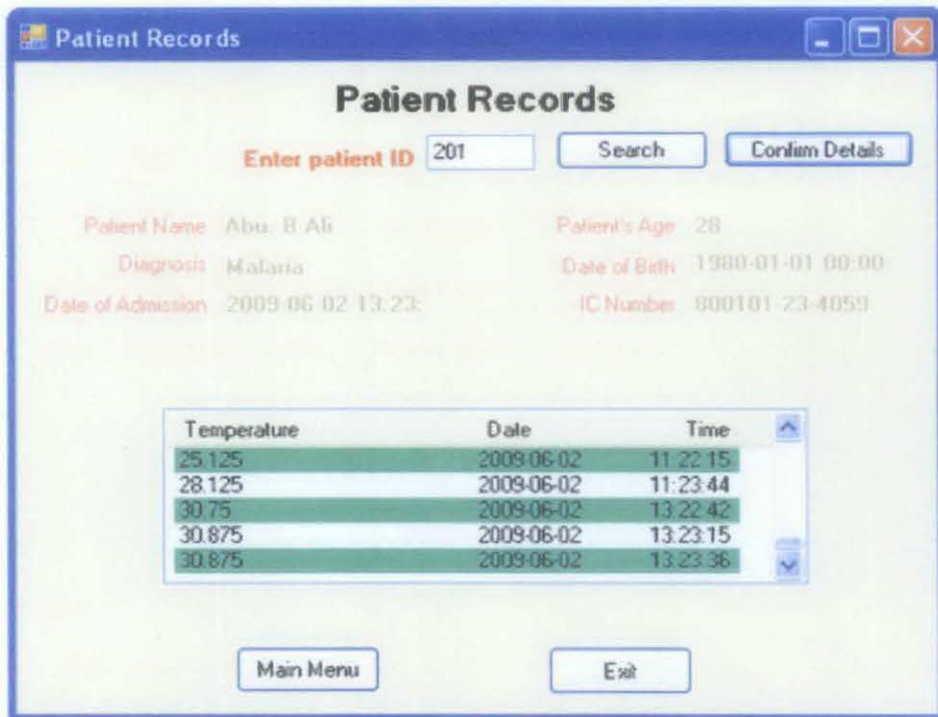 Patient Records
Patient Records
Enter patient ID 201 Search Confirm Details
Patient Name Abu. B Ali Patient's Age 28
Diagnosis Malaria Date of Birth 1980-01-01 00:00
Date of Admission 2009-06-02 13:23: IC Number 800101-23-4059
Temperature Date Time
25.125 2009-06-02 11:22:15
28.125 2009-06-02 11:23:44
30.75 2009-06-02 13:22:42
30.875 2009-06-02 13:23:15
30.875 2009-06-02 13:23:36
Main Menu Exit